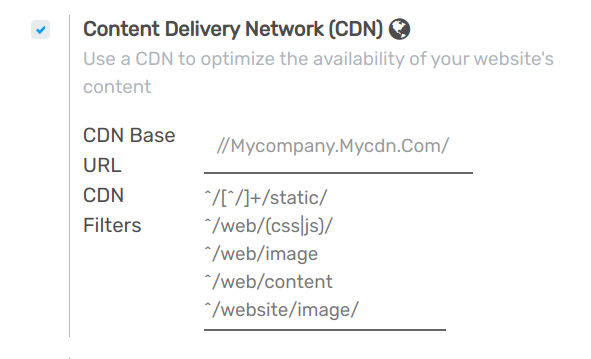 Content Delivery Network (CDN)
Use a CDN to optimize the availability of your website's
content
CDN Base
URL
//Mycompany.Mycdn.Com/
CDN
Filters
^/[^/]+/static/
^/web/(css|js)/
^/web/image
^/web/content
^/website/image/